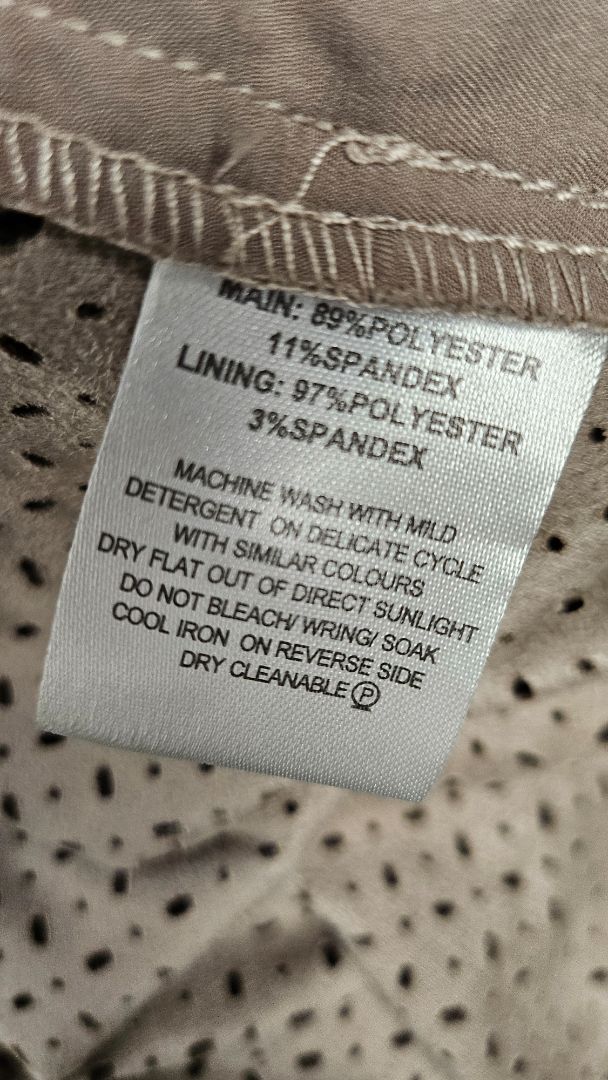 MAIN: 89%POLYESTER
11%SPANDEX
LINING: 97%POLYESTER
3%SPANDEX
MACHINE WASH WITH MILD
DETERGENT ON DELICATE CYCLE
WITH SIMILAR COLOURS
DRY FLAT OUT OF DIRECT SUNLIGHT
DO NOT BLEACH/ WRING/ SOAK
COOL IRON ON REVERSE SIDE
DRY CLEANABLE Ⓟ